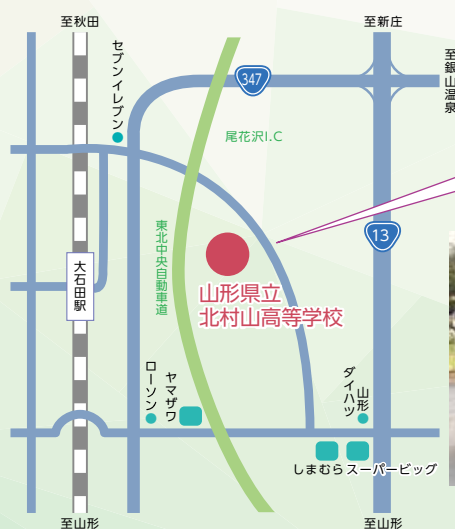 至秋田
至新庄
至銀山温泉
セブンイレブン
347
尾花沢I.C
東北中央自動車道
13
大石田駅
山形県立
北村山高等学校
ローソン
ヤマザワ
山形
ダイハツ
しまむら
スーパービッグ
至山形
至山形